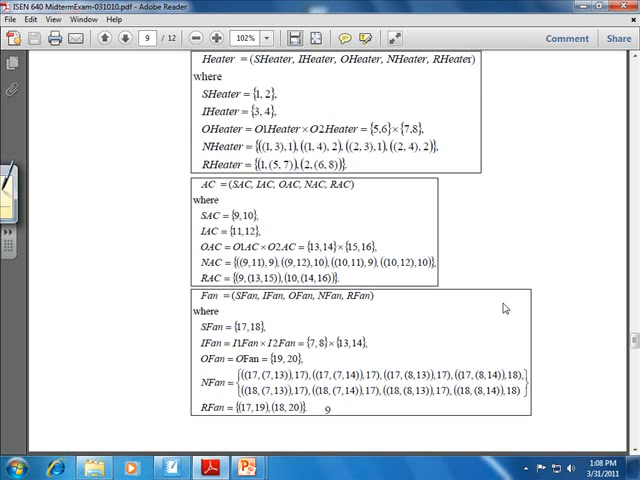 ISEN 640 MidtermExam-031010.pdf - Adobe Reader
File Edit View Window Help
9 / 12 102% Comment Share
Heater = (SHeater, IHeater, OHeater, NHeater, RHeater)
where
SHeater = {1, 2},
IHeater = {3, 4},
OHeater = O1Heater × O2Heater = {5,6} × {7,8},
NHeater = {((1, 3), 1), ((1, 4), 2), ((2, 3), 1), ((2, 4), 2)},
RHeater = {(1, (5, 7)), (2, (6, 8))}.
AC = (SAC, IAC, OAC, NAC, RAC)
where
SAC = {9, 10},
IAC = {11, 12},
OAC = O1AC × O2AC = {13, 14} × {15, 16},
NAC = {((9, 11), 9), ((9, 12), 10), ((10, 11), 9), ((10, 12), 10)},
RAC = {(9, (13, 15)), (10, (14, 16))}.
Fan = (SFan, IFan, OFan, NFan, RFan)
where
SFan = {17, 18},
IFan = I1Fan × I2Fan = {7, 8} × {13, 14},
OFan = OFan = {19, 20},
NFan = {((17, (7, 13)), 17), ((17, (7, 14)), 17), ((17, (8, 13)), 17), ((17, (8, 14)), 18),
((18, (7, 13)), 17), ((18, (7, 14)), 17), ((18, (8, 13)), 17), ((18, (8, 14)), 18)}
RFan = {(17, 19), (18, 20)}.
9
1:08 PM
3/31/2011